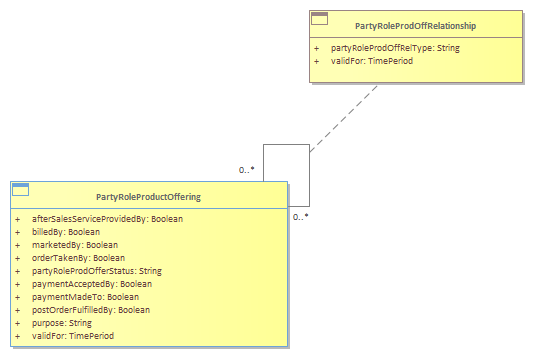 PartyRoleProdOffRelationship
+ partyRoleProdOffRelType: String
+ validFor: TimePeriod
0..*
0..*
PartyRoleProductOffering
+ afterSalesServiceProvidedBy: Boolean
+ billedBy: Boolean
+ marketedBy: Boolean
+ orderTakenBy: Boolean
+ partyRoleProdOfferStatus: String
+ paymentAcceptedBy: Boolean
+ paymentMadeTo: Boolean
+ postOrderFulfilledBy: Boolean
+ purpose: String
+ validFor: TimePeriod